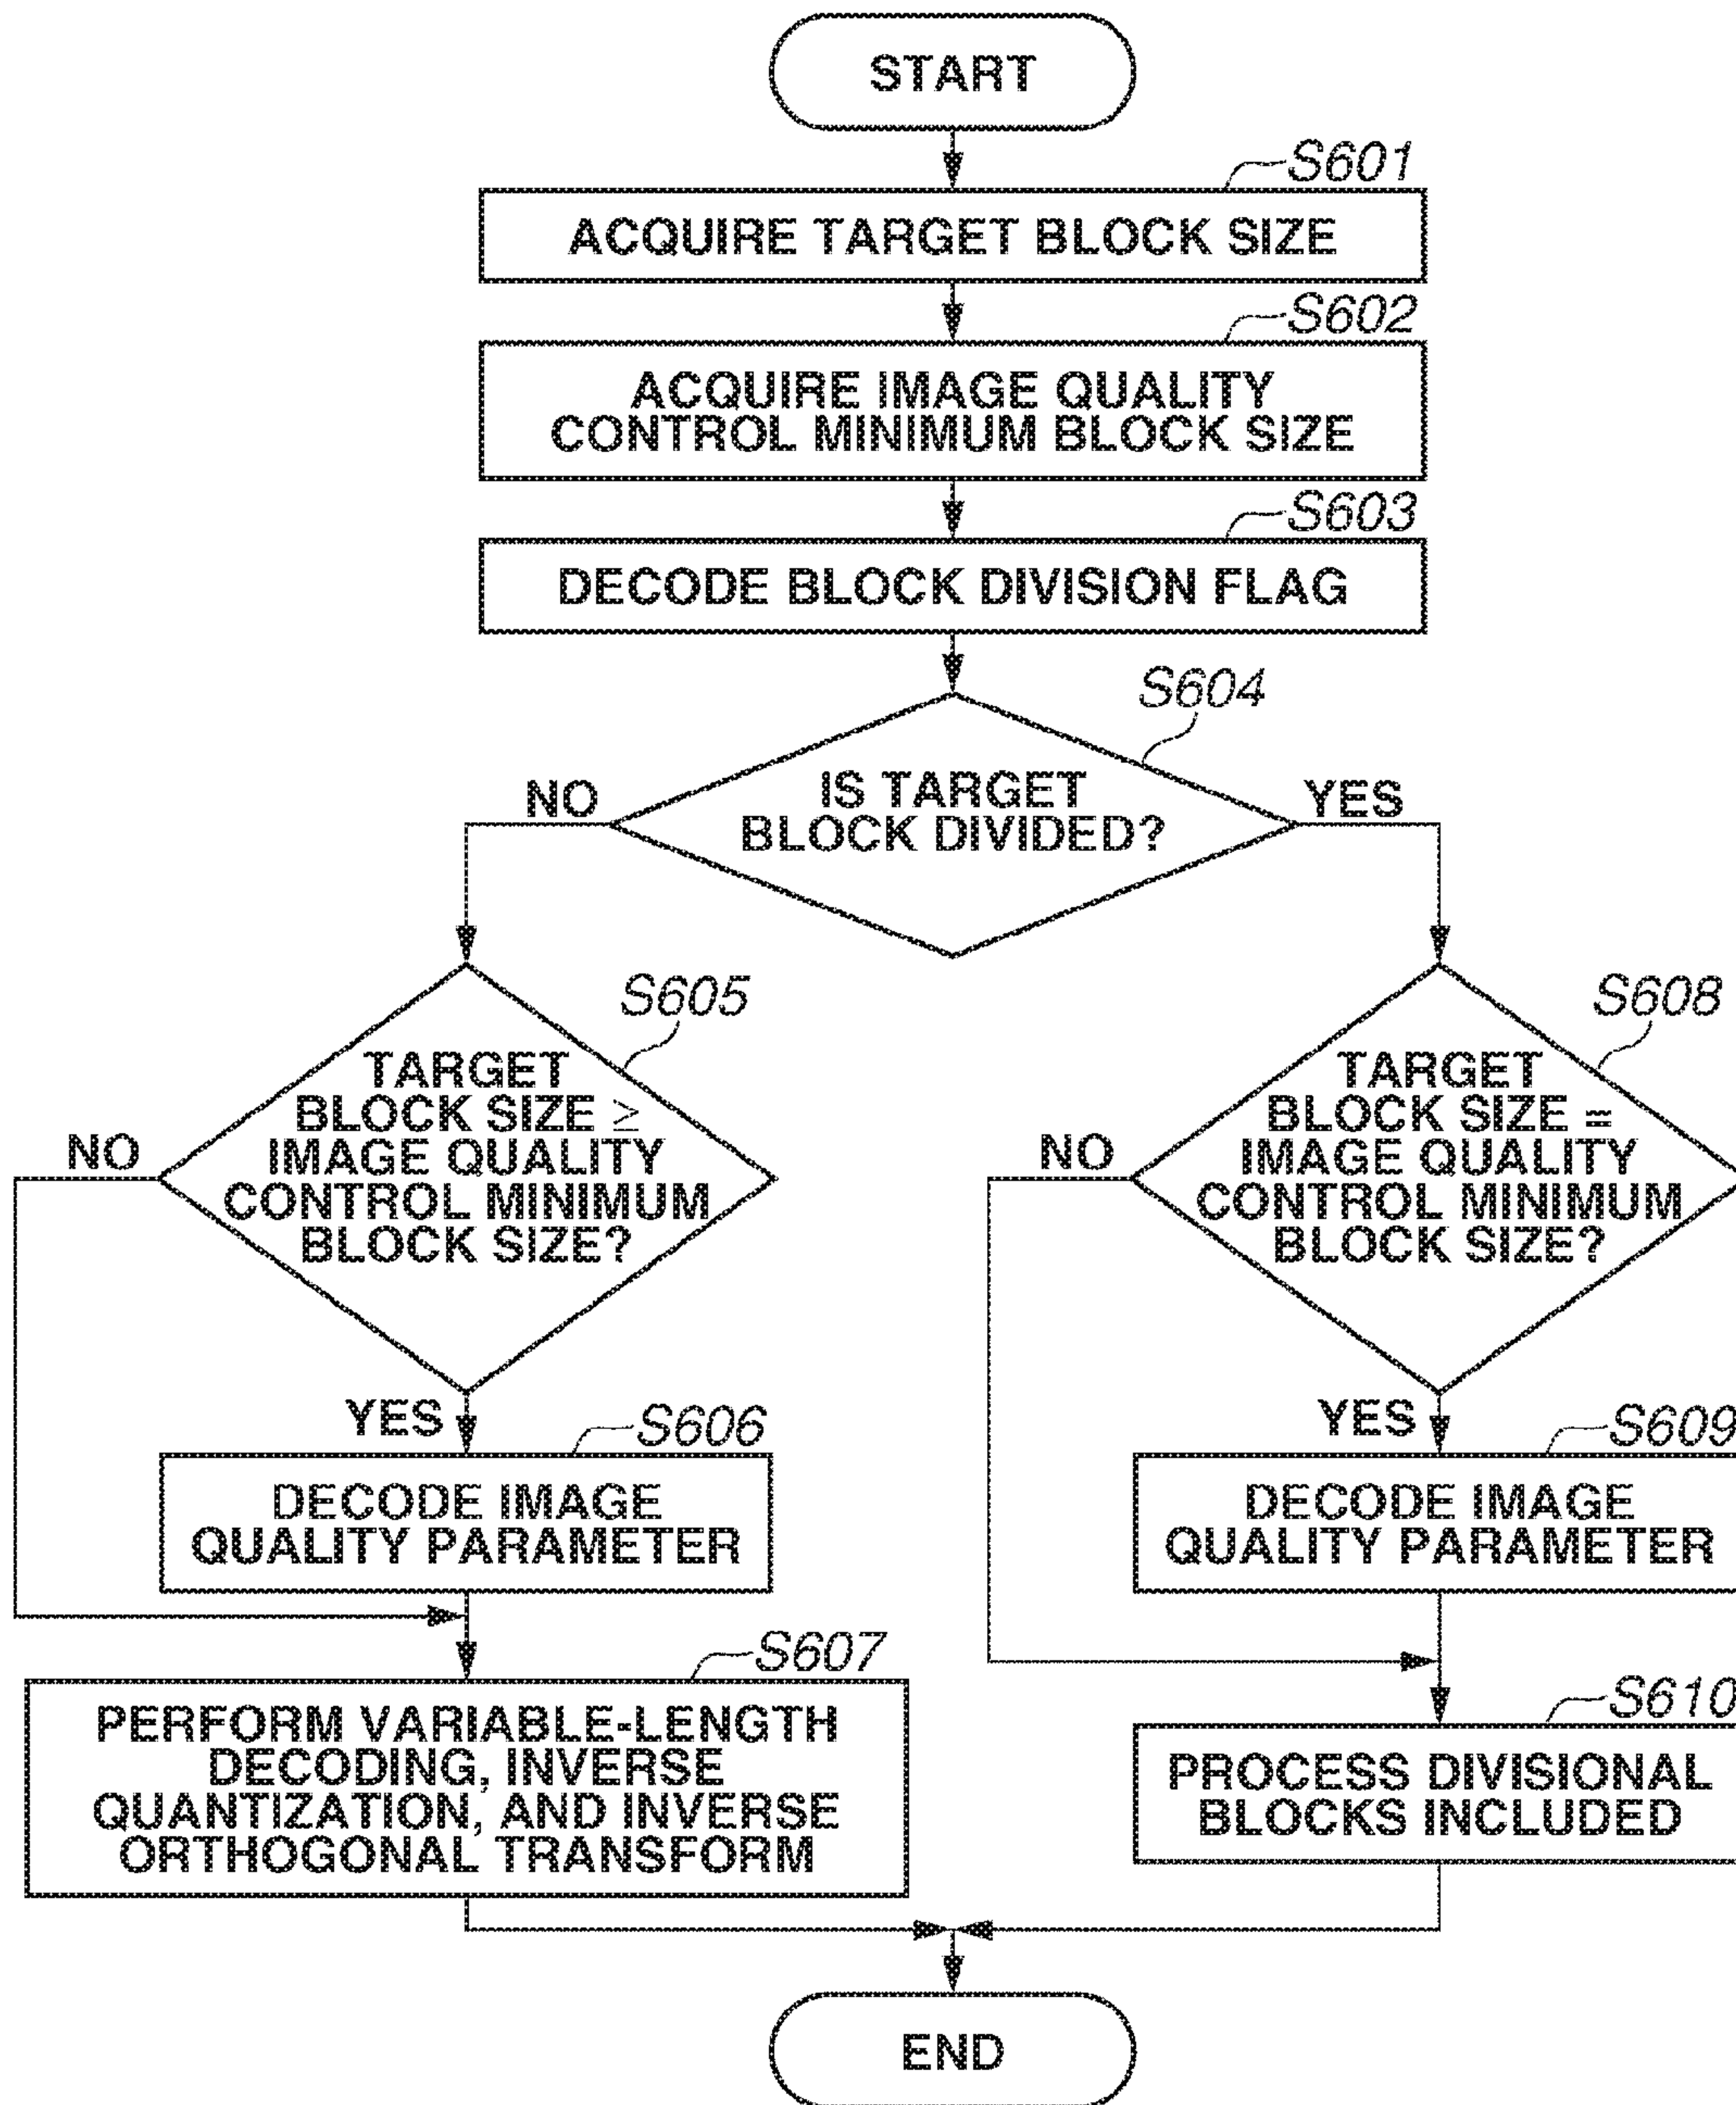 START
S601
ACQUIRE TARGET BLOCK SIZE
S602
ACQUIRE IMAGE QUALITY
CONTROL MINIMUM BLOCK SIZE
S603
DECODE BLOCK DIVISION FLAG
S604
IS TARGET
BLOCK DIVIDED?
NO
YES
S605
TARGET
BLOCK SIZE ≥
IMAGE QUALITY
CONTROL MINIMUM
BLOCK SIZE?
NO
YES
S606
DECODE IMAGE
QUALITY PARAMETER
S607
PERFORM VARIABLE-LENGTH
DECODING, INVERSE
QUANTIZATION, AND INVERSE
ORTHOGONAL TRANSFORM
S608
TARGET
BLOCK SIZE =
IMAGE QUALITY
CONTROL MINIMUM
BLOCK SIZE?
NO
YES
S609
DECODE IMAGE
QUALITY PARAMETER
S610
PROCESS DIVISIONAL
BLOCKS INCLUDED
END